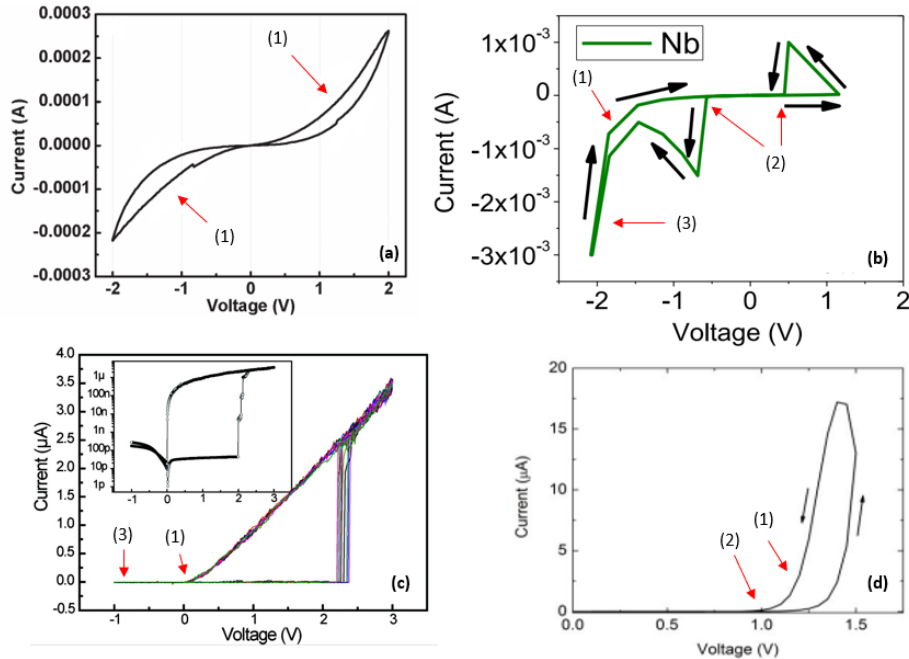 0.0003
0.0002
0.0001
0.0000
-0.0001
-0.0002
-0.0003
Current (A)
(1)
(1)
(a)
-2 -1 0 1 2
Voltage (V)
Nb
1x10⁻³
0
-1x10⁻³
-2x10⁻³
-3x10⁻³
Current (A)
(1)
(2)
(3)
(b)
-2 -1 0 1 2
Voltage (V)
4.0
3.5
3.0
2.5
2.0
1.5
1.0
0.5
0.0
-0.5
Current (µA)
1µ
100n
10n
1n
100p
10p
1p
-1 0 1 2 3
(3)
(1)
(c)
-1 0 1 2 3
Voltage (V)
20
15
10
5
0
Current (µA)
(1)
(2)
(d)
0.0 0.5 1.0 1.5
Voltage (V)